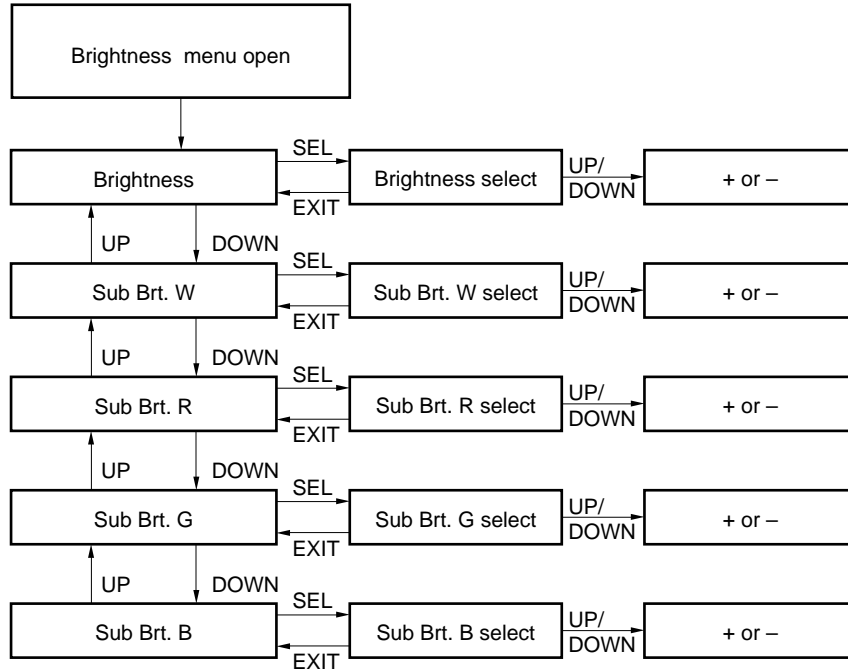 Brightness menu open
SEL
Brightness
Brightness select
UP/
DOWN
+ or –
EXIT
UP
DOWN
SEL
Sub Brt. W
Sub Brt. W select
UP/
DOWN
+ or –
EXIT
UP
DOWN
SEL
Sub Brt. R
Sub Brt. R select
UP/
DOWN
+ or –
EXIT
UP
DOWN
SEL
Sub Brt. G
Sub Brt. G select
UP/
DOWN
+ or –
EXIT
UP
DOWN
SEL
Sub Brt. B
Sub Brt. B select
UP/
DOWN
+ or –
EXIT